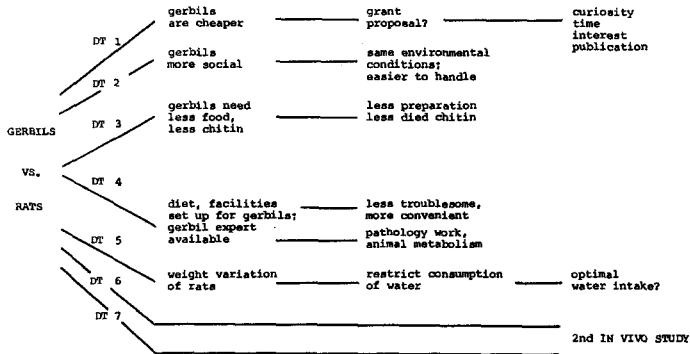 gerbils
are cheaper
grant
proposal?
curiosity
time
interest
publication
DT 1
gerbils
more social
same environmental
conditions;
easier to handle
DT 2
gerbils need
less food,
less chitin
less preparation
less died chitin
DT 3
GERBILS
VS.
RATS
DT 4
diet, facilities
set up for gerbils;
gerbil expert
available
less troublesome,
more convenient
pathology work,
animal metabolism
DT 5
weight variation
of rats
restrict consumption
of water
optimal
water intake?
DT 6
DT 7
2nd IN VIVO STUDY